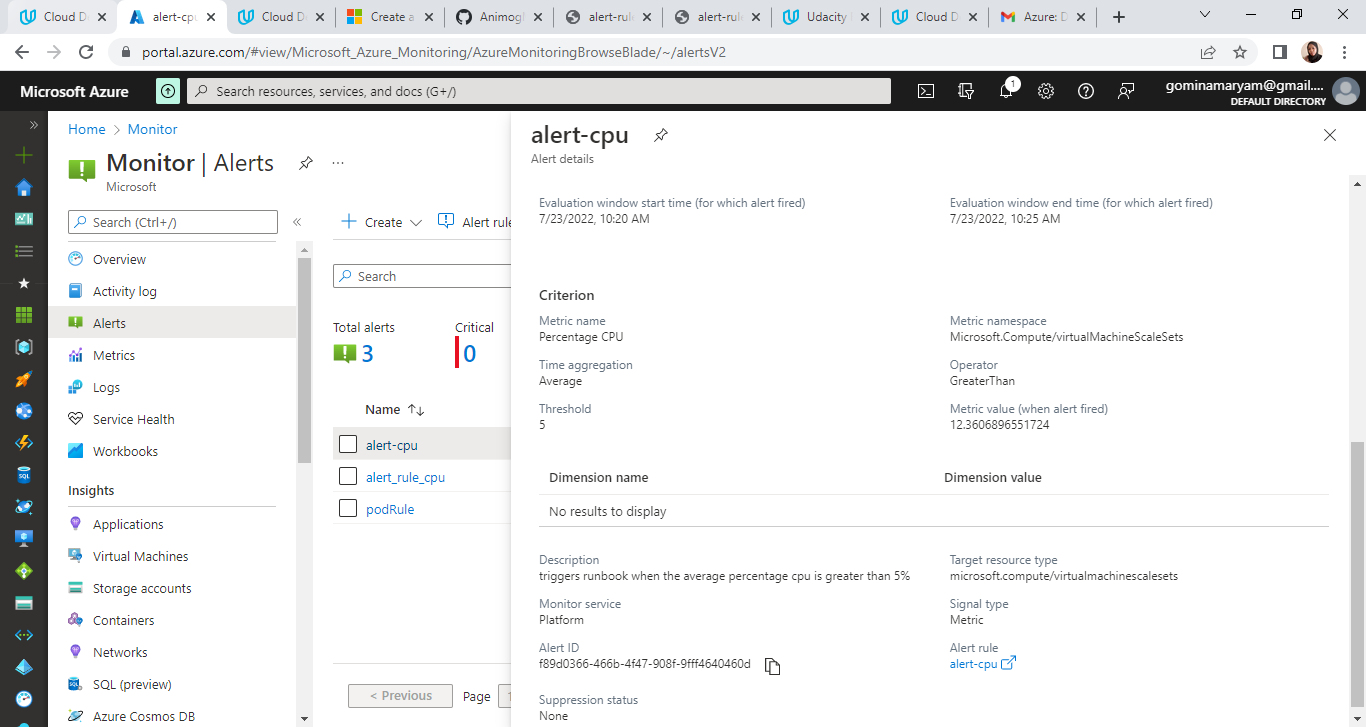 Cloud D
alert-cpu
Cloud D
Create a
Animog
alert-rul
alert-rul
Udacity
Cloud D
Azure: D
portal.azure.com/#view/Microsoft_Azure_Monitoring/AzureMonitoringBrowseBlade/~/alertsV2
Microsoft Azure
Search resources, services, and docs (G+/)
1
gominamaryam@gmail....
DEFAULT DIRECTORY
Home > Monitor
Monitor | Alerts
...
Microsoft
Search (Ctrl+/)
«
Overview
Activity log
Alerts
Metrics
Logs
Service Health
Workbooks
Insights
Applications
Virtual Machines
Storage accounts
Containers
Networks
SQL (preview)
Azure Cosmos DB
SQL
+ Create
Alert rule
Search
Total alerts
3
Critical
0
Name ↑↓
alert-cpu
alert_rule_cpu
podRule
< Previous
Page
1
alert-cpu
Alert details
Evaluation window start time (for which alert fired)
7/23/2022, 10:20 AM
Evaluation window end time (for which alert fired)
7/23/2022, 10:25 AM
Criterion
Metric name
Percentage CPU
Metric namespace
Microsoft.Compute/virtualMachineScaleSets
Time aggregation
Average
Operator
GreaterThan
Threshold
5
Metric value (when alert fired)
12.3606896551724
Dimension name
Dimension value
No results to display
Description
triggers runbook when the average percentage cpu is greater than 5%
Target resource type
microsoft.compute/virtualmachinescalesets
Monitor service
Platform
Signal type
Metric
Alert ID
f89d0366-466b-4f47-908f-9fff4640460d
Alert rule
alert-cpu
Suppression status
None